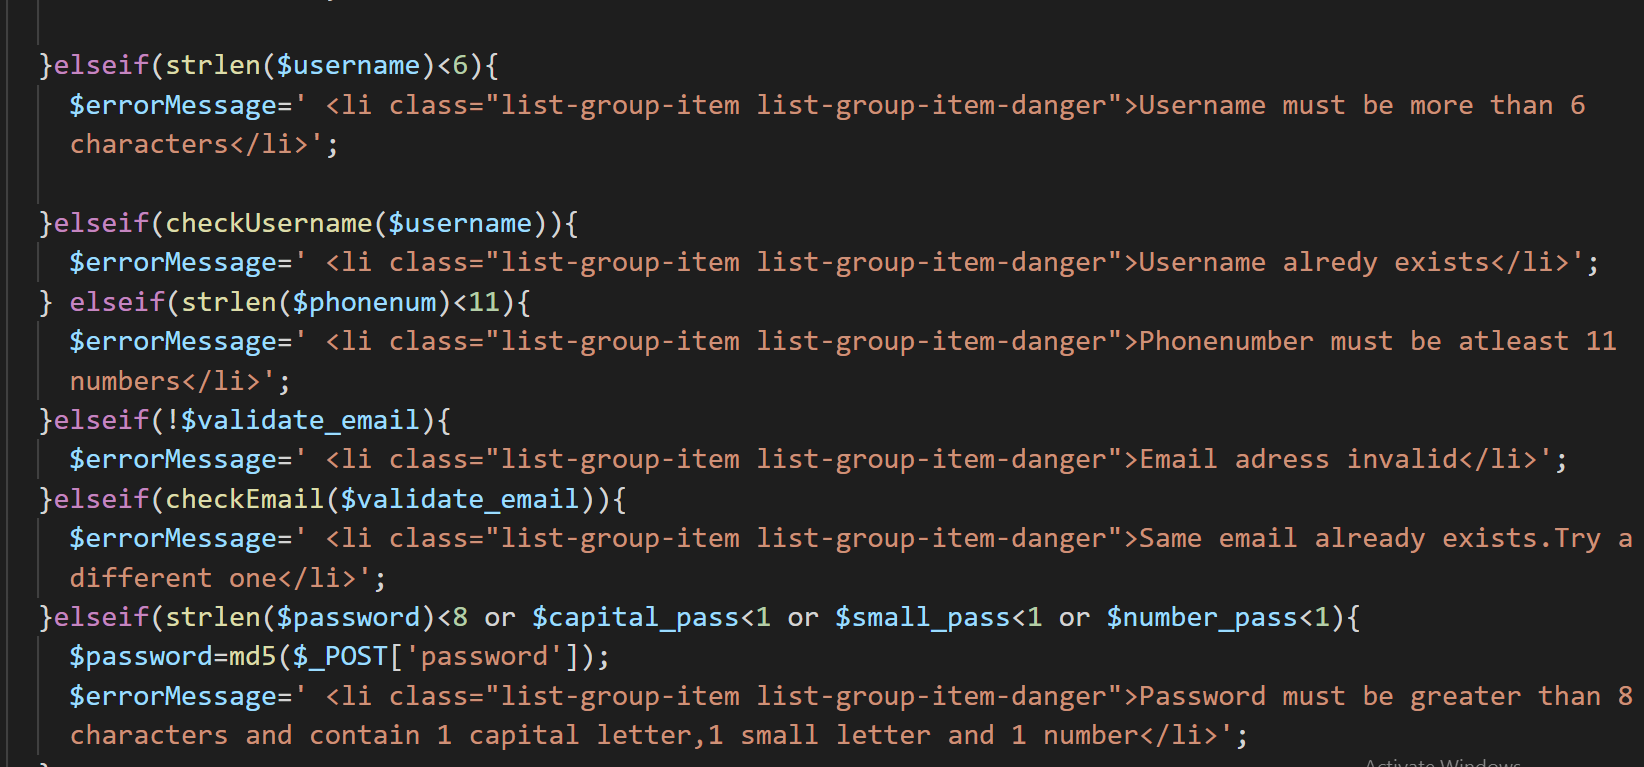 }elseif(strlen($username)<6){
$errorMessage=' <li class="list-group-item list-group-item-danger">Username must be more than 6
characters</li>';
}elseif(checkUsername($username)){
$errorMessage=' <li class="list-group-item list-group-item-danger">Username alredy exists</li>';
} elseif(strlen($phonenum)<11){
$errorMessage=' <li class="list-group-item list-group-item-danger">Phonenumber must be atleast 11
numbers</li>';
}elseif(!$validate_email){
$errorMessage=' <li class="list-group-item list-group-item-danger">Email adress invalid</li>';
}elseif(checkEmail($validate_email)){
$errorMessage=' <li class="list-group-item list-group-item-danger">Same email already exists.Try a
different one</li>';
}elseif(strlen($password)<8 or $capital_pass<1 or $small_pass<1 or $number_pass<1){
$password=md5($_POST['password']);
$errorMessage=' <li class="list-group-item list-group-item-danger">Password must be greater than 8
characters and contain 1 capital letter,1 small letter and 1 number</li>';
}
Activate Windows